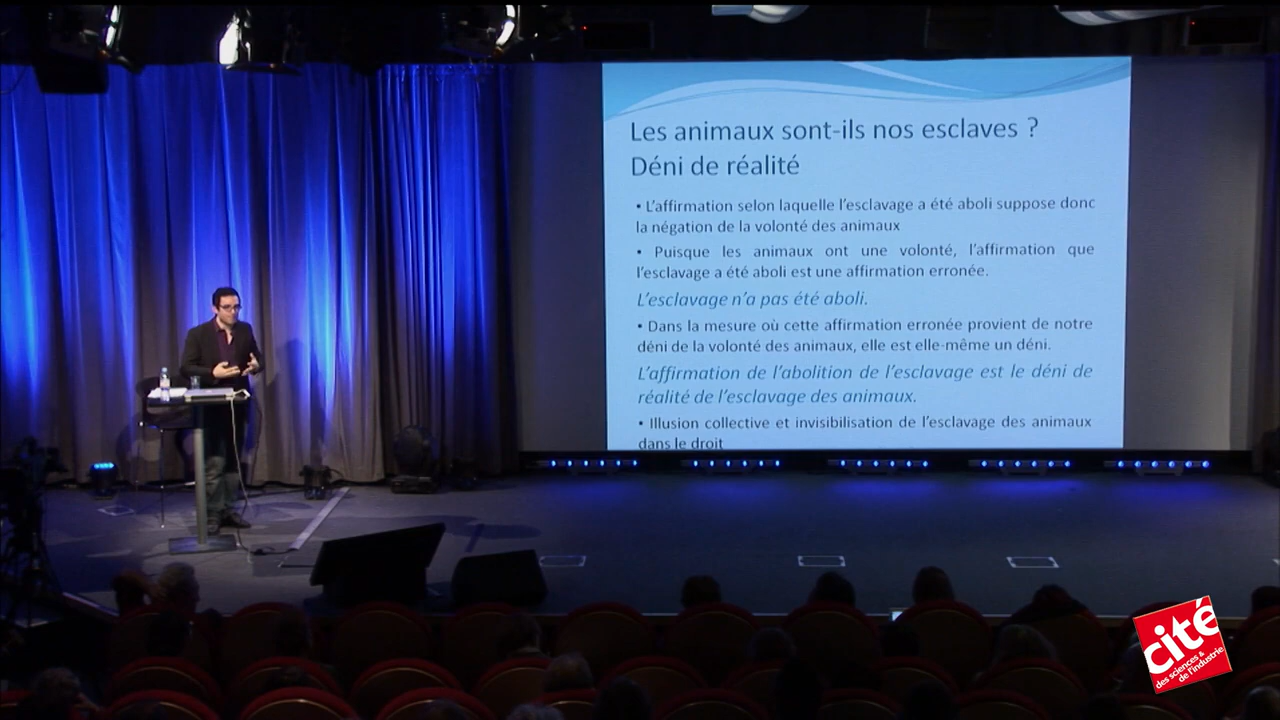 Les animaux sont-ils nos esclaves ?
Déni de réalité
• L'affirmation selon laquelle l'esclavage a été aboli suppose donc
la négation de la volonté des animaux
• Puisque les animaux ont une volonté, l'affirmation que
l'esclavage a été aboli est une affirmation erronée.
L'esclavage n'a pas été aboli.
• Dans la mesure où cette affirmation erronée provient de notre
déni de la volonté des animaux, elle est elle-même un déni.
L'affirmation de l'abolition de l'esclavage est le déni de
réalité de l'esclavage des animaux.
• Illusion collective et invisibilisation de l'esclavage des animaux
dans le droit
cité
des sciences &
de l'industrie